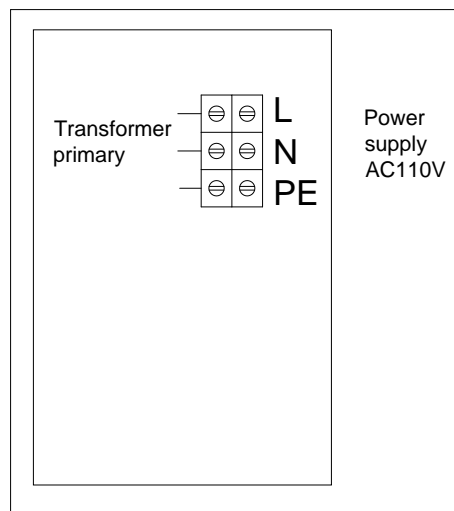 L
Transformer
primary
N
PE
Power
supply
AC110V